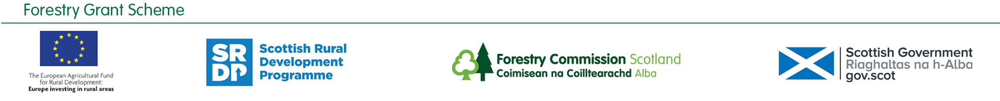 Forestry Grant Scheme
The European Agricultural Fund
for Rural Development:
Europe investing in rural areas
SR
DP
Scottish Rural
Development
Programme
Forestry Commission Scotland
Coimisean na Coilltearachd Alba
Scottish Government
Riaghaltas na h-Alba
gov.scot